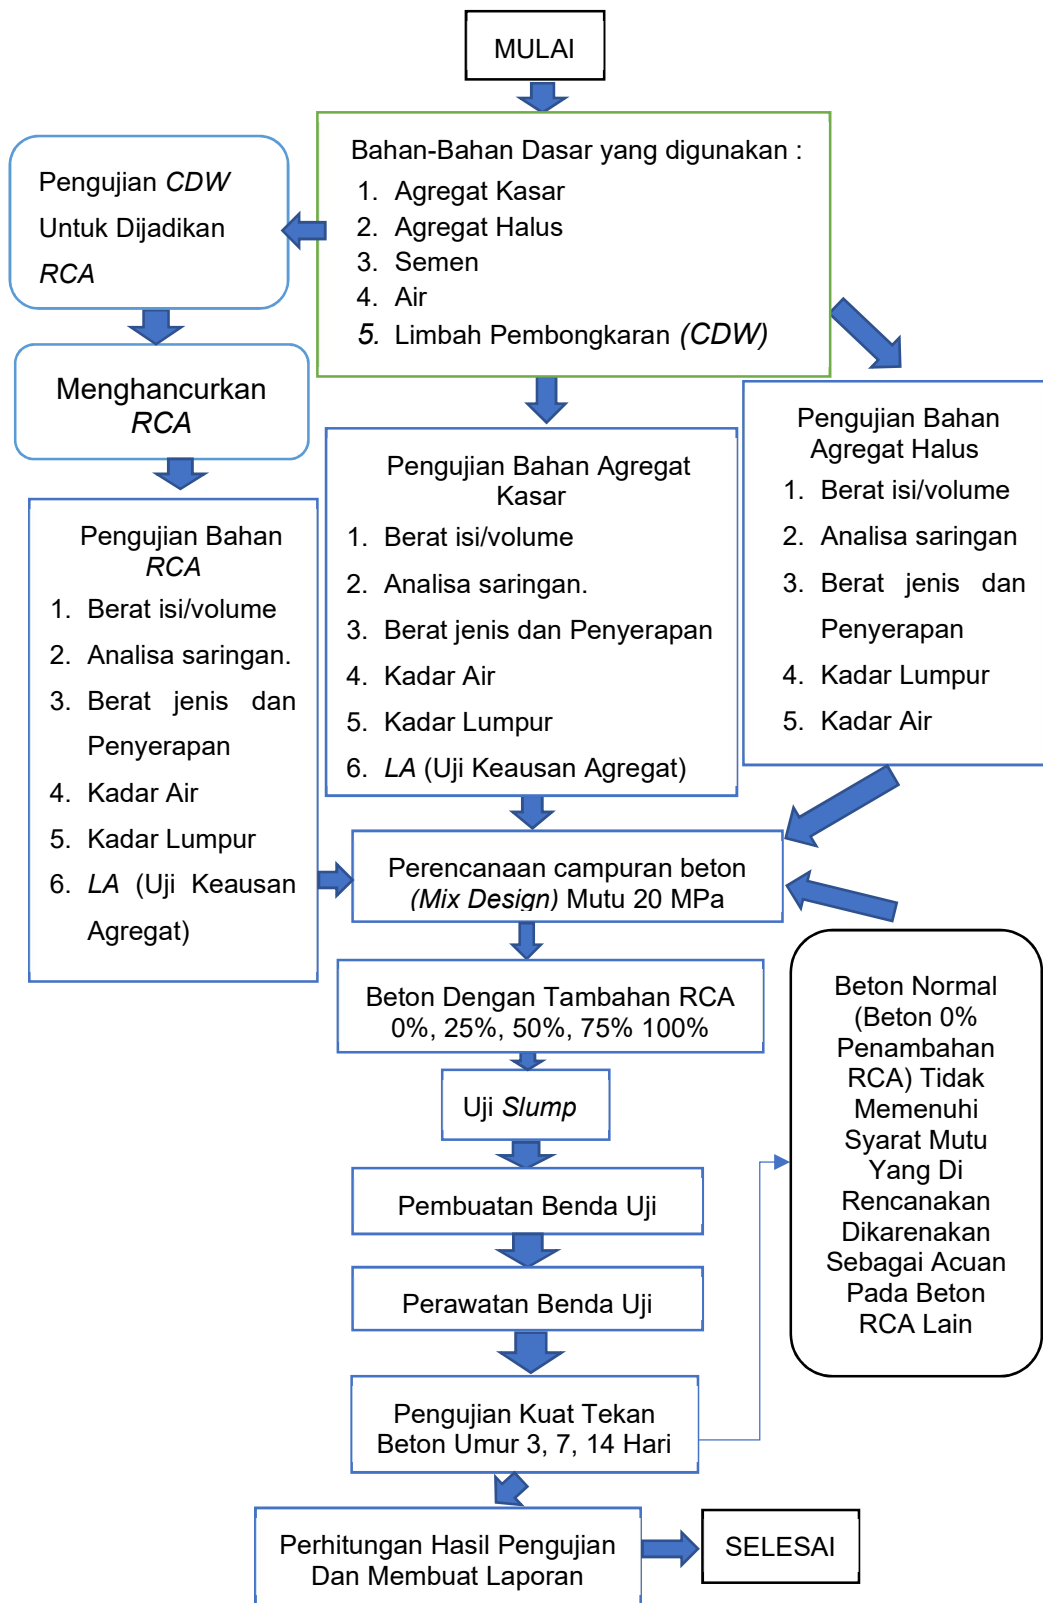 MULAI
Bahan-Bahan Dasar yang digunakan :
1. Agregat Kasar
2. Agregat Halus
3. Semen
4. Air
5. Limbah Pembongkaran (CDW)
Pengujian CDW
Untuk Dijadikan
RCA
Menghancurkan
RCA
Pengujian Bahan
RCA
1. Berat isi/volume
2. Analisa saringan.
3. Berat jenis dan
Penyerapan
4. Kadar Air
5. Kadar Lumpur
6. LA (Uji Keausan
Agregat)
Pengujian Bahan Agregat
Kasar
1. Berat isi/volume
2. Analisa saringan.
3. Berat jenis dan Penyerapan
4. Kadar Air
5. Kadar Lumpur
6. LA (Uji Keausan Agregat)
Pengujian Bahan
Agregat Halus
1. Berat isi/volume
2. Analisa saringan
3. Berat jenis dan
Penyerapan
4. Kadar Lumpur
5. Kadar Air
Perencanaan campuran beton
(Mix Design) Mutu 20 MPa
Beton Dengan Tambahan RCA
0%, 25%, 50%, 75% 100%
Uji Slump
Pembuatan Benda Uji
Perawatan Benda Uji
Pengujian Kuat Tekan
Beton Umur 3, 7, 14 Hari
Beton Normal
(Beton 0%
Penambahan
RCA) Tidak
Memenuhi
Syarat Mutu
Yang Di
Rencanakan
Dikarenakan
Sebagai Acuan
Pada Beton
RCA Lain
Perhitungan Hasil Pengujian
Dan Membuat Laporan
SELESAI